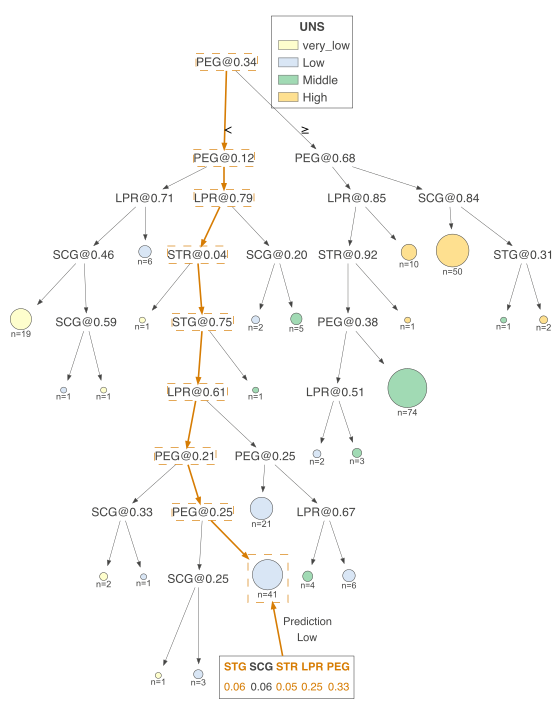 UNS
very_low
Low
Middle
High
PEG@0.34
< ≥
PEG@0.12 PEG@0.68
LPR@0.71 LPR@0.79 LPR@0.85 SCG@0.84
SCG@0.46 n=6 STR@0.04 SCG@0.20 STR@0.92 n=10 n=50 STG@0.31
n=19 SCG@0.59 n=1 STG@0.75 n=2 n=5 PEG@0.38 n=1 n=1 n=2
n=1 n=1 LPR@0.61 n=1 LPR@0.51 n=74
PEG@0.21 PEG@0.25 n=2 n=3
SCG@0.33 PEG@0.25 n=21 LPR@0.67
n=2 n=1 SCG@0.25 n=41 n=4 n=6
Prediction
Low
n=1 n=3
STG SCG STR LPR PEG
0.06 0.06 0.05 0.25 0.33